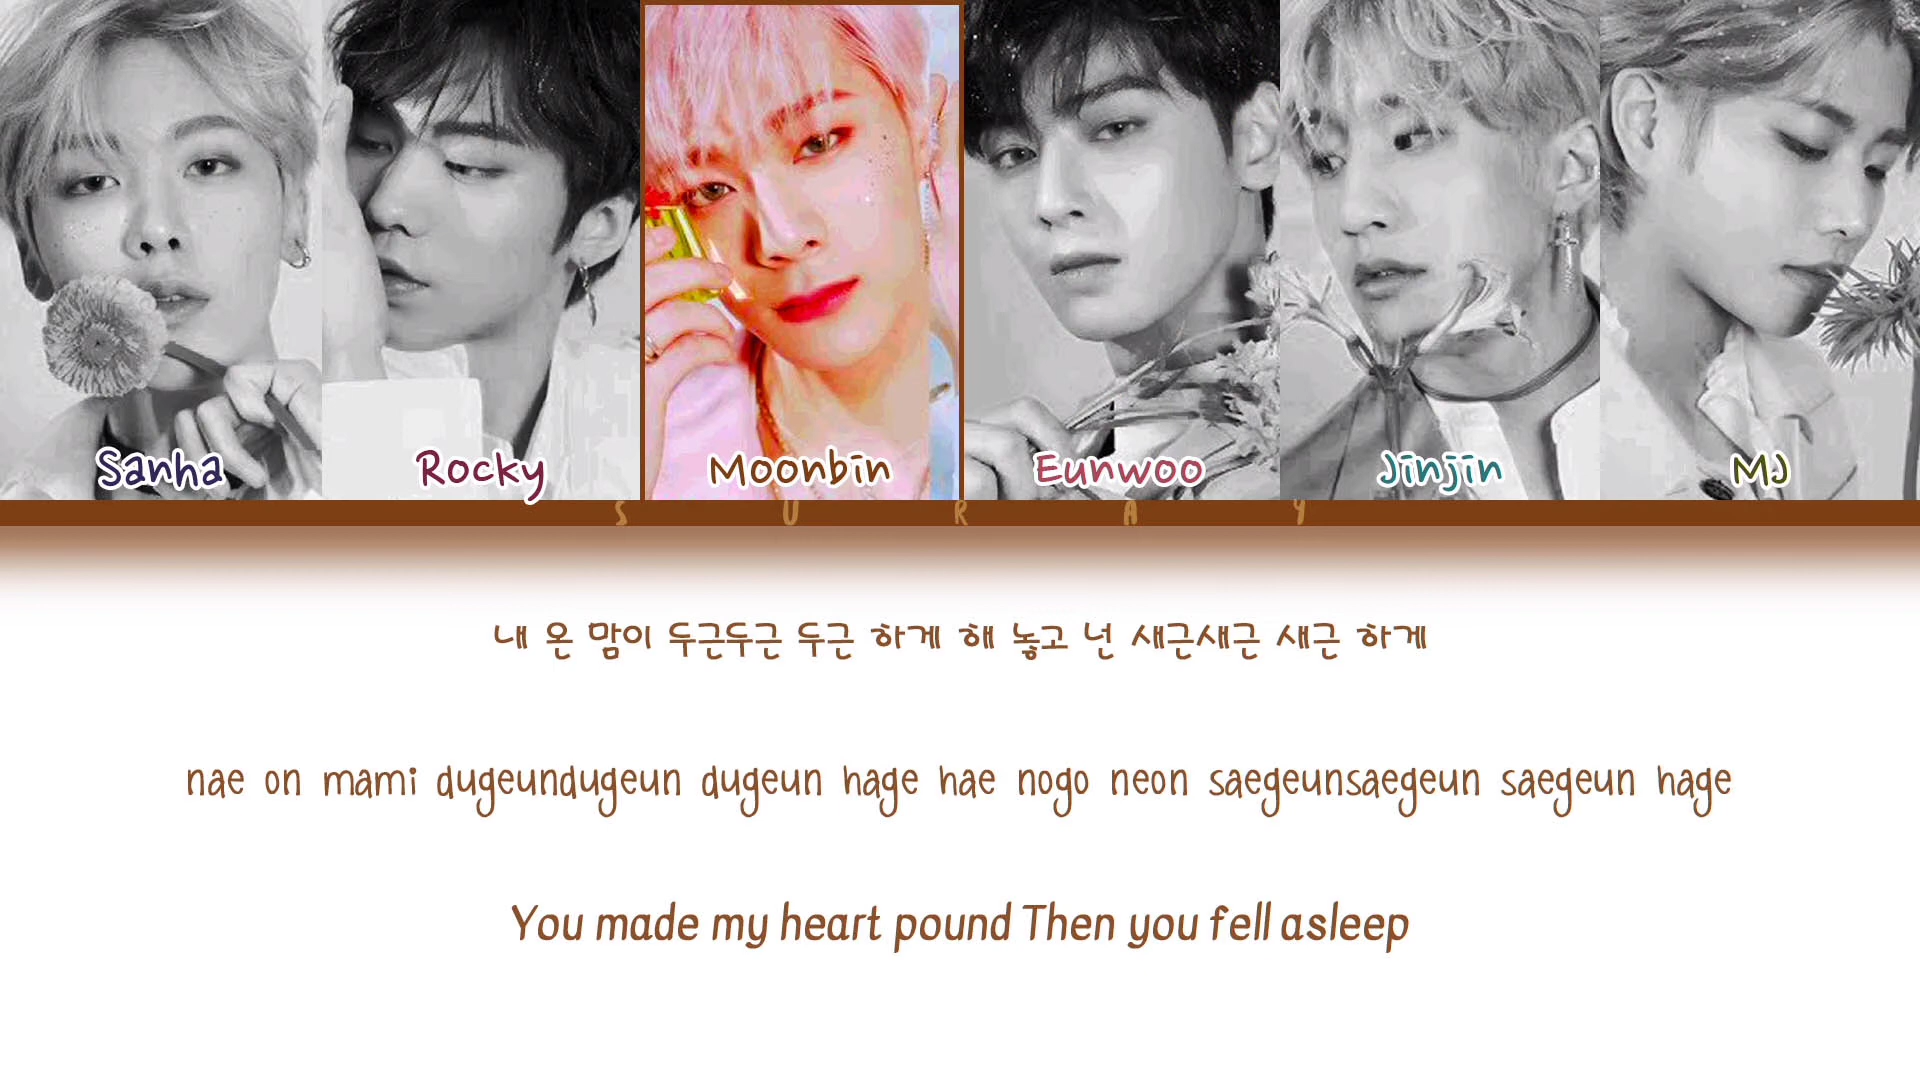 Sanha Rocky Moonbin Eunwoo Jinjin MJ
S U R A Y
내 온 맘이 두근두근 두근 하게 해 놓고 넌 새근새근 새근 하게
nae on mami dugeundugeun dugeun hage hae nogo neon saegeunsaegeun saegeun hage
You made my heart pound Then you fell asleep